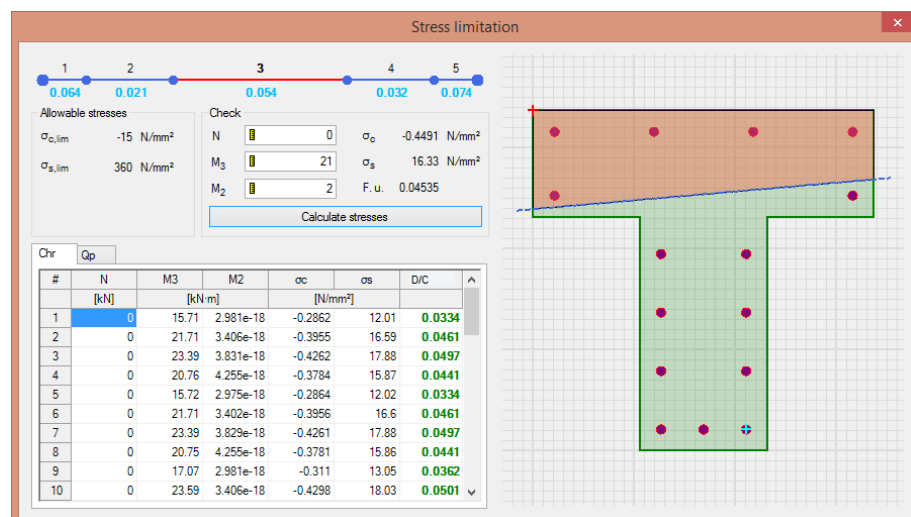 Stress limitation
1 2 3 4 5
0.064 0.021 0.054 0.032 0.074
Allowable stresses
σc,lim -15 N/mm²
σs,lim 360 N/mm²
Check
N 0 σc -0.4491 N/mm²
M3 21 σs 16.33 N/mm²
M2 2 F. u. 0.04535
Calculate stresses
Chr Qp
# N M3 M2 σc σs D/C
[kN] [kN·m] [N/mm²]
1 0 15.71 2.981e-18 -0.2862 12.01 0.0334
2 0 21.71 3.406e-18 -0.3955 16.59 0.0461
3 0 23.39 3.831e-18 -0.4262 17.88 0.0497
4 0 20.76 4.255e-18 -0.3784 15.87 0.0441
5 0 15.72 2.975e-18 -0.2864 12.02 0.0334
6 0 21.71 3.402e-18 -0.3956 16.6 0.0461
7 0 23.39 3.829e-18 -0.4261 17.88 0.0497
8 0 20.75 4.255e-18 -0.3781 15.86 0.0441
9 0 17.07 2.981e-18 -0.311 13.05 0.0362
10 0 23.59 3.406e-18 -0.4298 18.03 0.0501